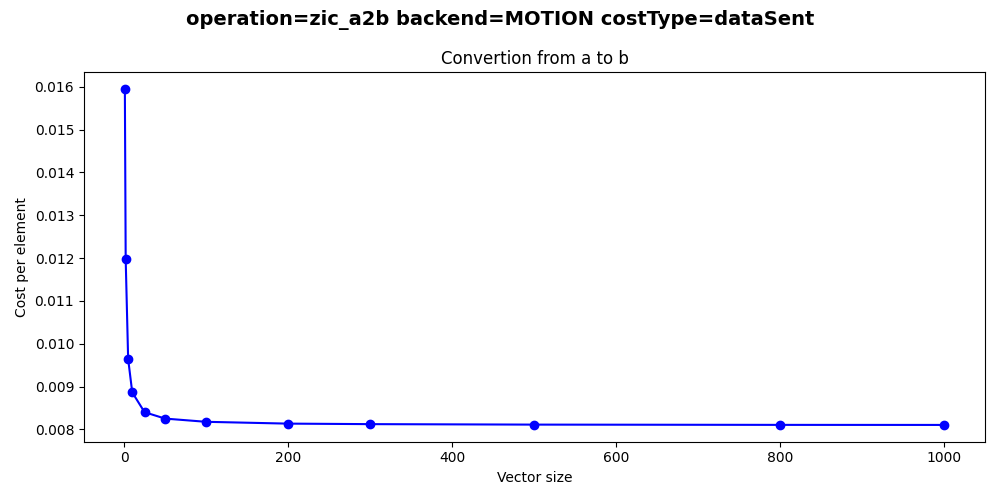 operation=zic_a2b backend=MOTION costType=dataSent
Convertion from a to b
0.016
0.015
0.014
0.013
0.012
0.011
0.010
0.009
0.008
Cost per element
0 200 400 600 800 1000
Vector size